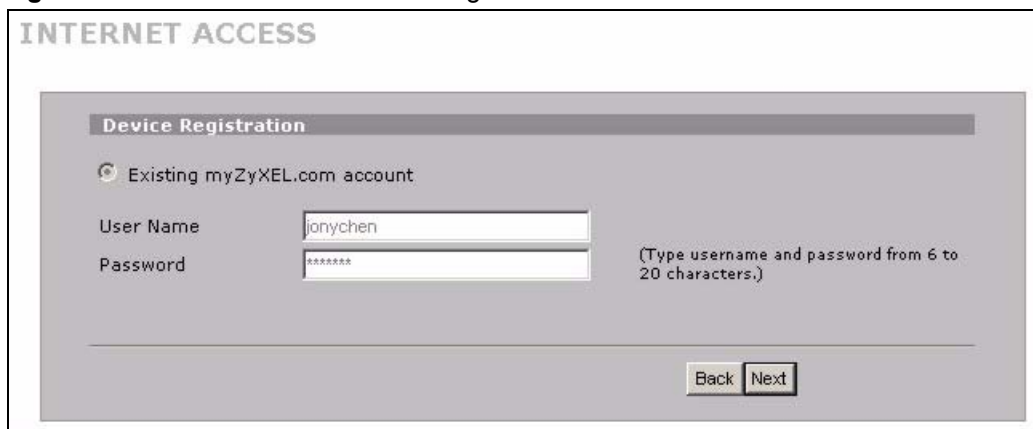 INTERNET ACCESS
Device Registration
Existing myZyXEL.com account
User Name
jonychen
Password
*******
(Type username and password from 6 to
20 characters.)
Back Next